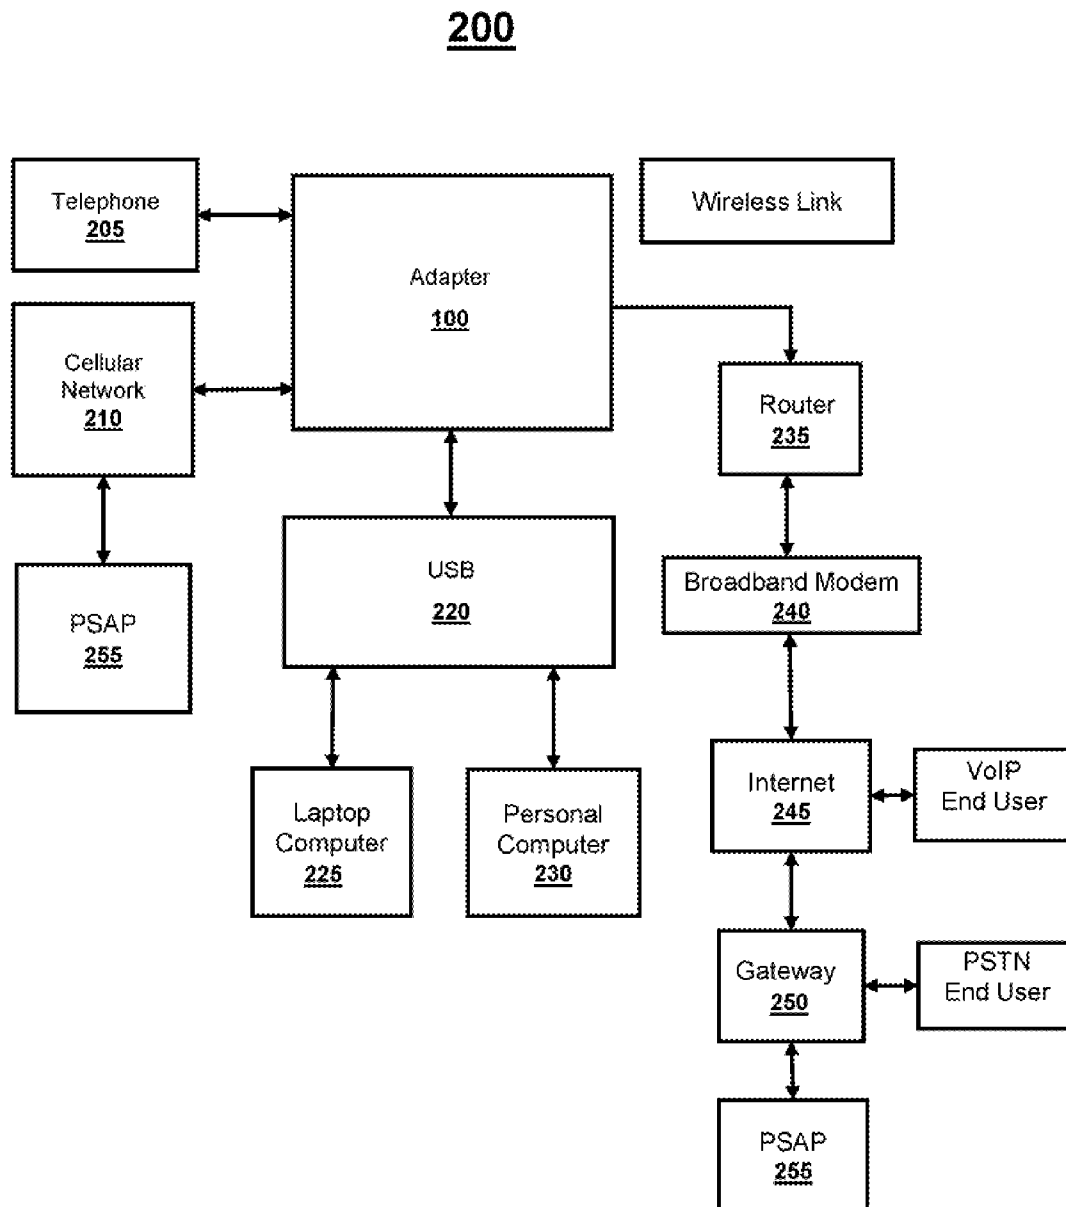 200
Telephone
205
Wireless Link
Adapter
100
Cellular
Network
210
Router
235
USB
220
Broadband Modem
240
PSAP
255
Internet
245
VoIP
End User
Laptop
Computer
225
Personal
Computer
230
Gateway
250
PSTN
End User
PSAP
255